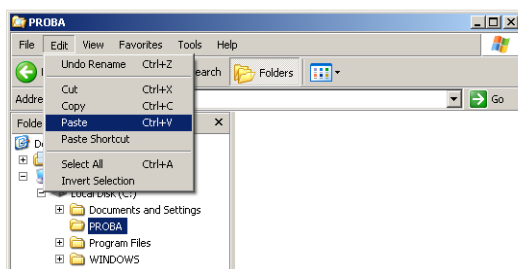 PROBA
File Edit View Favorites Tools Help
Undo Rename Ctrl+Z
Folders
Cut Ctrl+X
Copy Ctrl+C
Paste Ctrl+V
Paste Shortcut
Select All Ctrl+A
Invert Selection
Go
Local Disk (C:)
Documents and Settings
PROBA
Program Files
WINDOWS